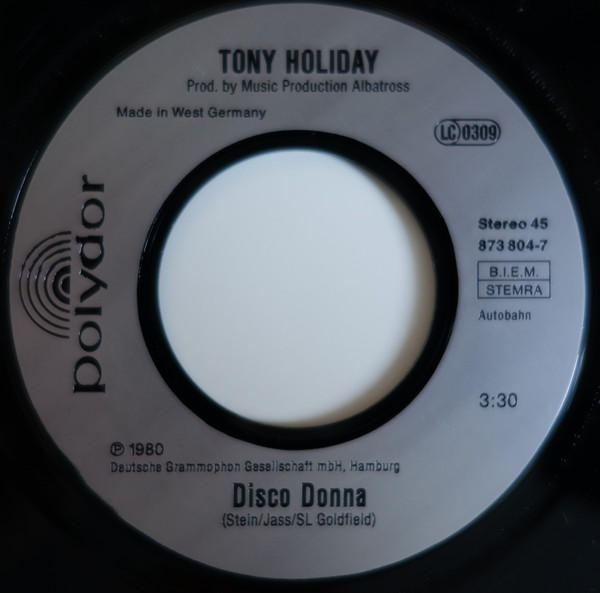 TONY HOLIDAY
Prod. by Music Production Albatross
Made in West Germany
LC 0309
polydor
Stereo 45
873 804-7
B.I.E.M.
STEMRA
Autobahn
3:30
℗ 1980
Deutsche Grammophon Gesellschaft mbH, Hamburg
Disco Donna
(Stein/Jass/SL Goldfield)